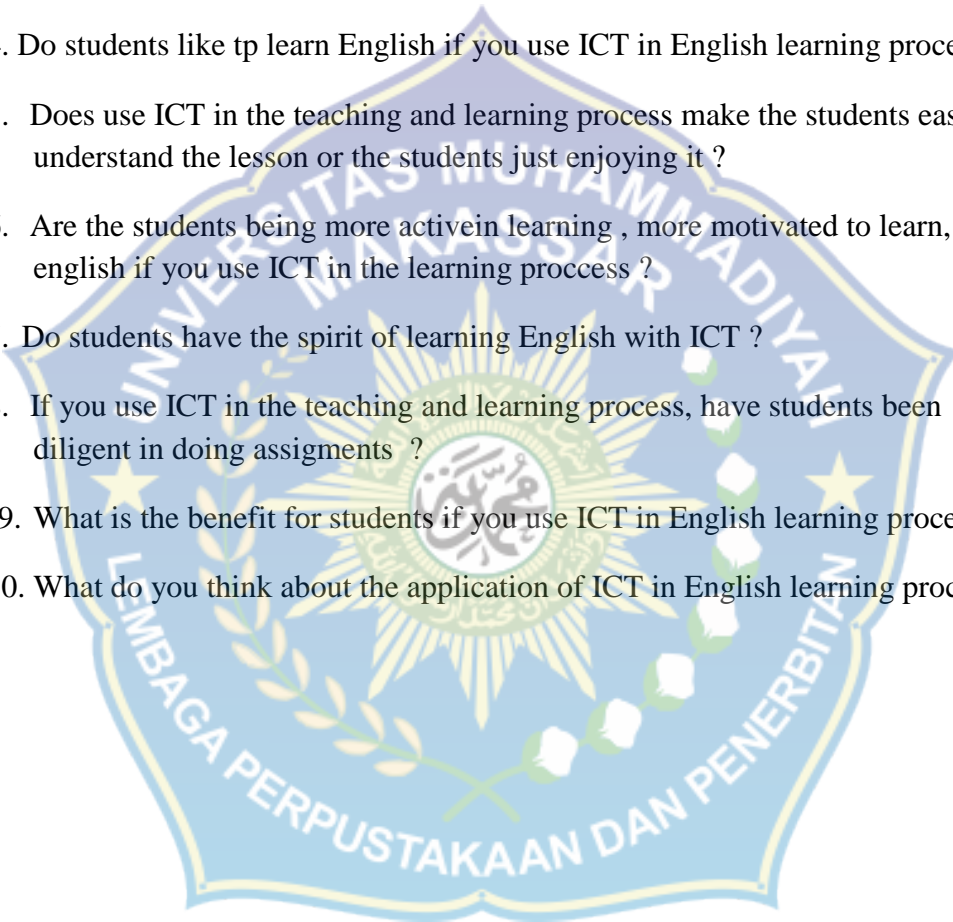 . Do students like tp learn English if you use ICT in English learning proce
. Does use ICT in the teaching and learning process make the students eas
understand the lesson or the students just enjoying it ?
. Are the students being more activein learning , more motivated to learn,
english if you use ICT in the learning proccess ?
. Do students have the spirit of learning English with ICT ?
. If you use ICT in the teaching and learning process, have students been
diligent in doing assigments ?
9. What is the benefit for students if you use ICT in English learning proce
0. What do you think about the application of ICT in English learning proc
UNIVERSITAS MUHAMMADIYAH
MAKASSAR
LEMBAGA PERPUSTAKAAN DAN PENERBITAN